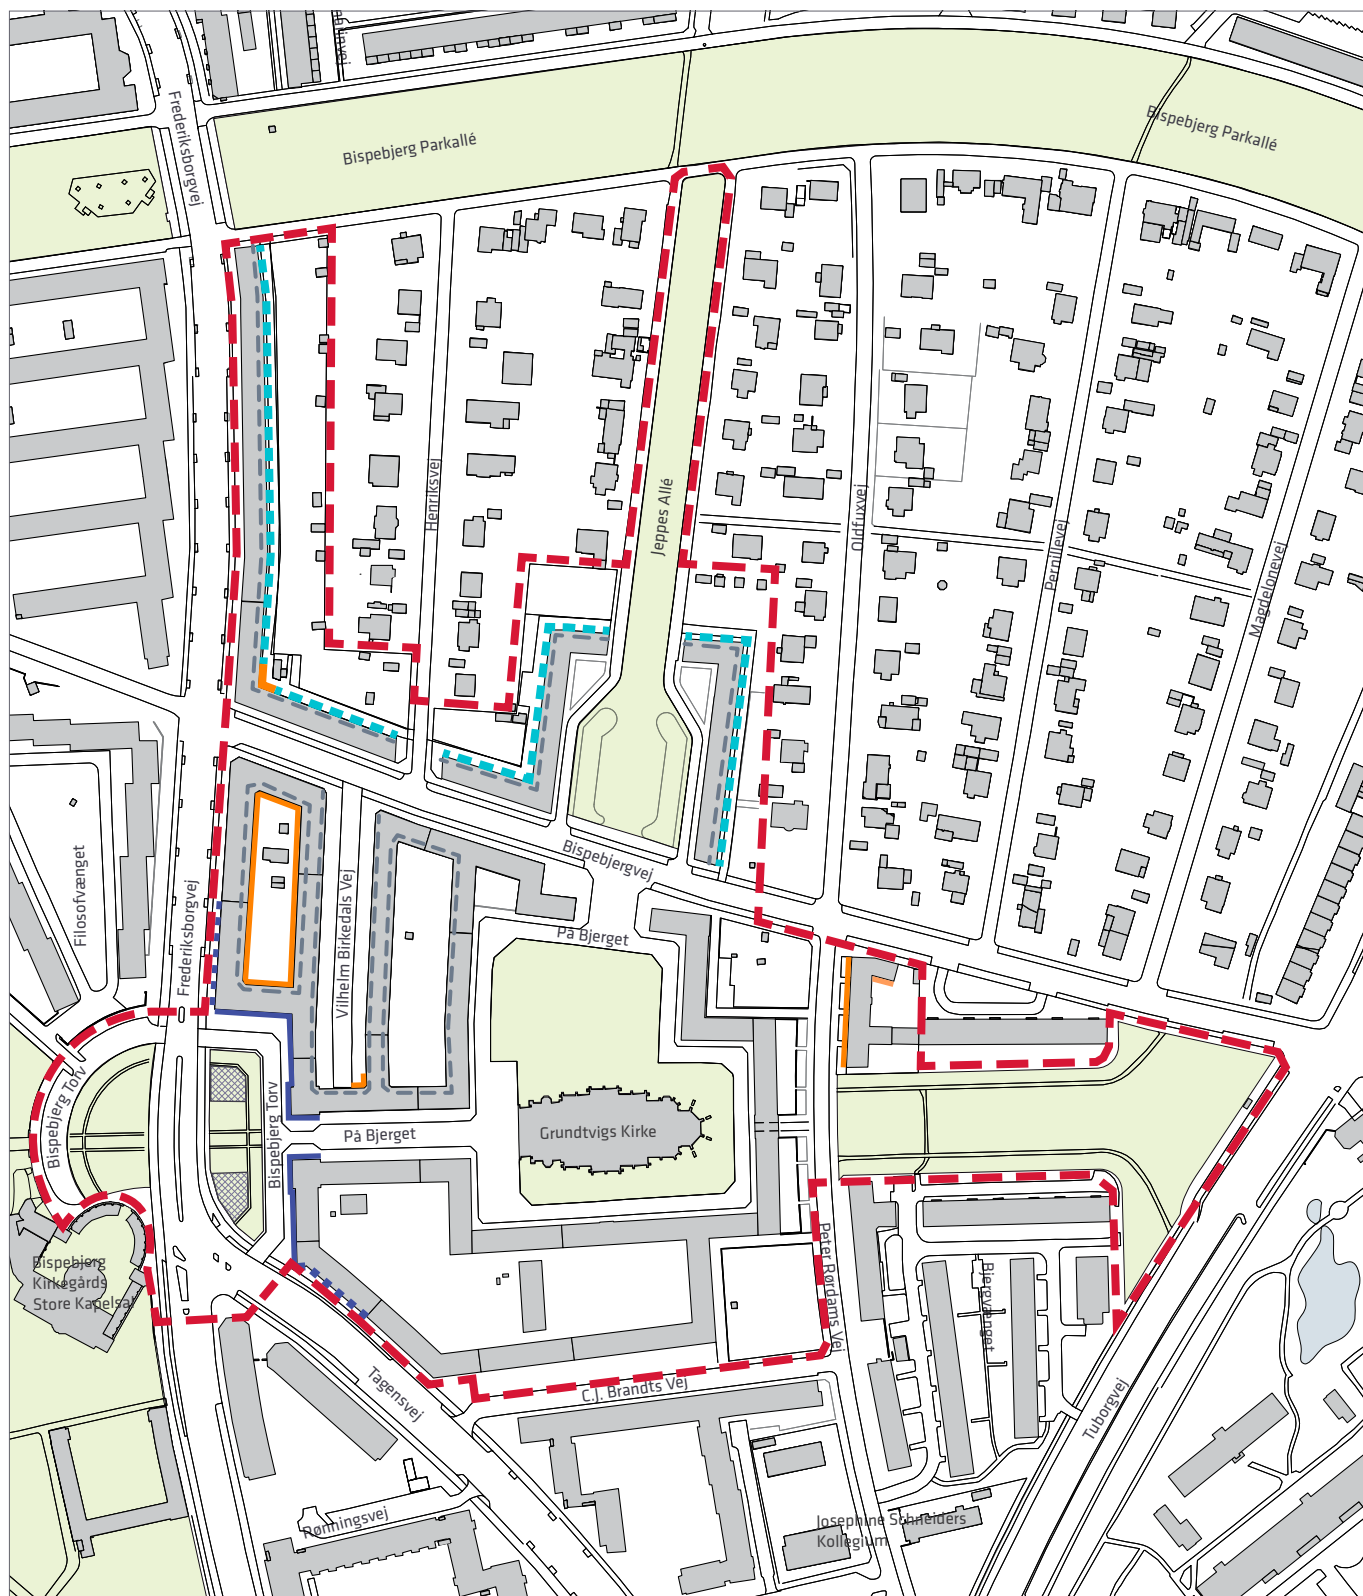 Frederiksborgvej
Bispebjerg Parkallé
Bispebjerg Parkallé
Henriksvej
Jeppes Allé
Oldfuxvej
Pernillevej
Magdelonevej
Filosofvænget
Frederiksborgvej
Vilhelm Birkedals Vej
Bispebjergvej
På Bjerget
Bispebjerg Torv
Bispebjerg Torv
På Bjerget
Grundtvigs Kirke
Bispebjerg
Kirkegårds
Store Kapelsal
Peter Rørdams Vej
Bjergvænget
Tagensvej
C.J. Brandts Vej
Tuborgvej
Rønningsvej
Josephine Schneiders
Kollegium